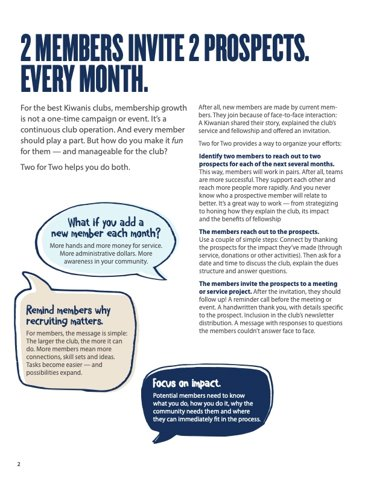 2 MEMBERS INVITE 2 PROSPECTS.
EVERY MONTH.
For the best Kiwanis clubs, membership growth
is not a one-time campaign or event. It's a
continuous club operation. And every member
should play a part. But how do you make it fun
for them — and manageable for the club?
Two for Two helps you do both.
What if you add a
new member each month?
More hands and more money for service.
More administrative dollars. More
awareness in your community.
Remind members why
recruiting matters.
For members, the message is simple:
The larger the club, the more it can
do. More members mean more
connections, skill sets and ideas.
Tasks become easier — and
possibilities expand.
After all, new members are made by current mem-
bers. They join because of face-to-face interaction:
A Kiwanian shared their story, explained the club's
service and fellowship and offered an invitation.
Two for Two provides a way to organize your efforts:
Identify two members to reach out to two
prospects for each of the next several months.
This way, members will work in pairs. After all, teams
are more successful. They support each other and
reach more people more rapidly. And you never
know who a prospective member will relate to
better. It's a great way to work — from strategizing
to honing how they explain the club, its impact
and the benefits of fellowship
The members reach out to the prospects.
Use a couple of simple steps: Connect by thanking
the prospects for the impact they've made (through
service, donations or other activities). Then ask for a
date and time to discuss the club, explain the dues
structure and answer questions.
The members invite the prospects to a meeting
or service project. After the invitation, they should
follow up! A reminder call before the meeting or
event. A handwritten thank you, with details specific
to the prospect. Inclusion in the club's newsletter
distribution. A message with responses to questions
the members couldn't answer face to face.
Focus on impact.
Potential members need to know
what you do, how you do it, why the
community needs them and where
they can immediately fit in the process.
2